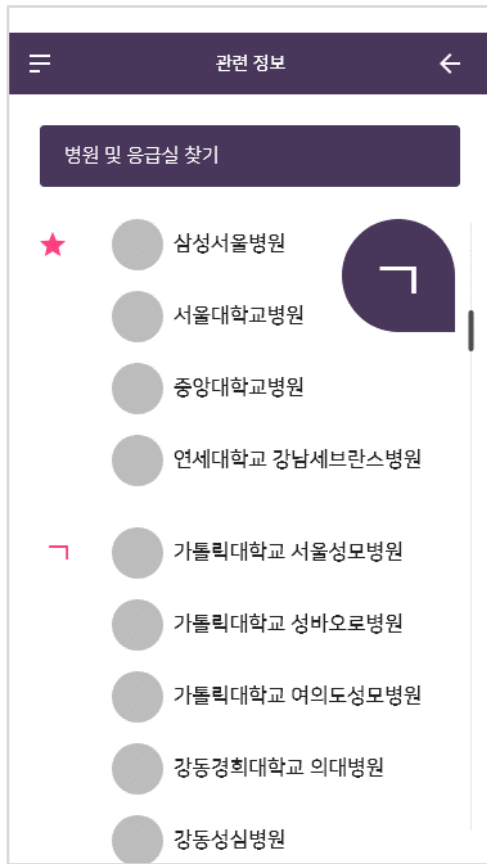 관련 정보
병원 및 응급실 찾기
삼성서울병원
ㄱ
서울대학교병원
중앙대학교병원
연세대학교 강남세브란스병원
ㄱ
가톨릭대학교 서울성모병원
가톨릭대학교 성바오로병원
가톨릭대학교 여의도성모병원
강동경희대학교 의대병원
강동성심병원